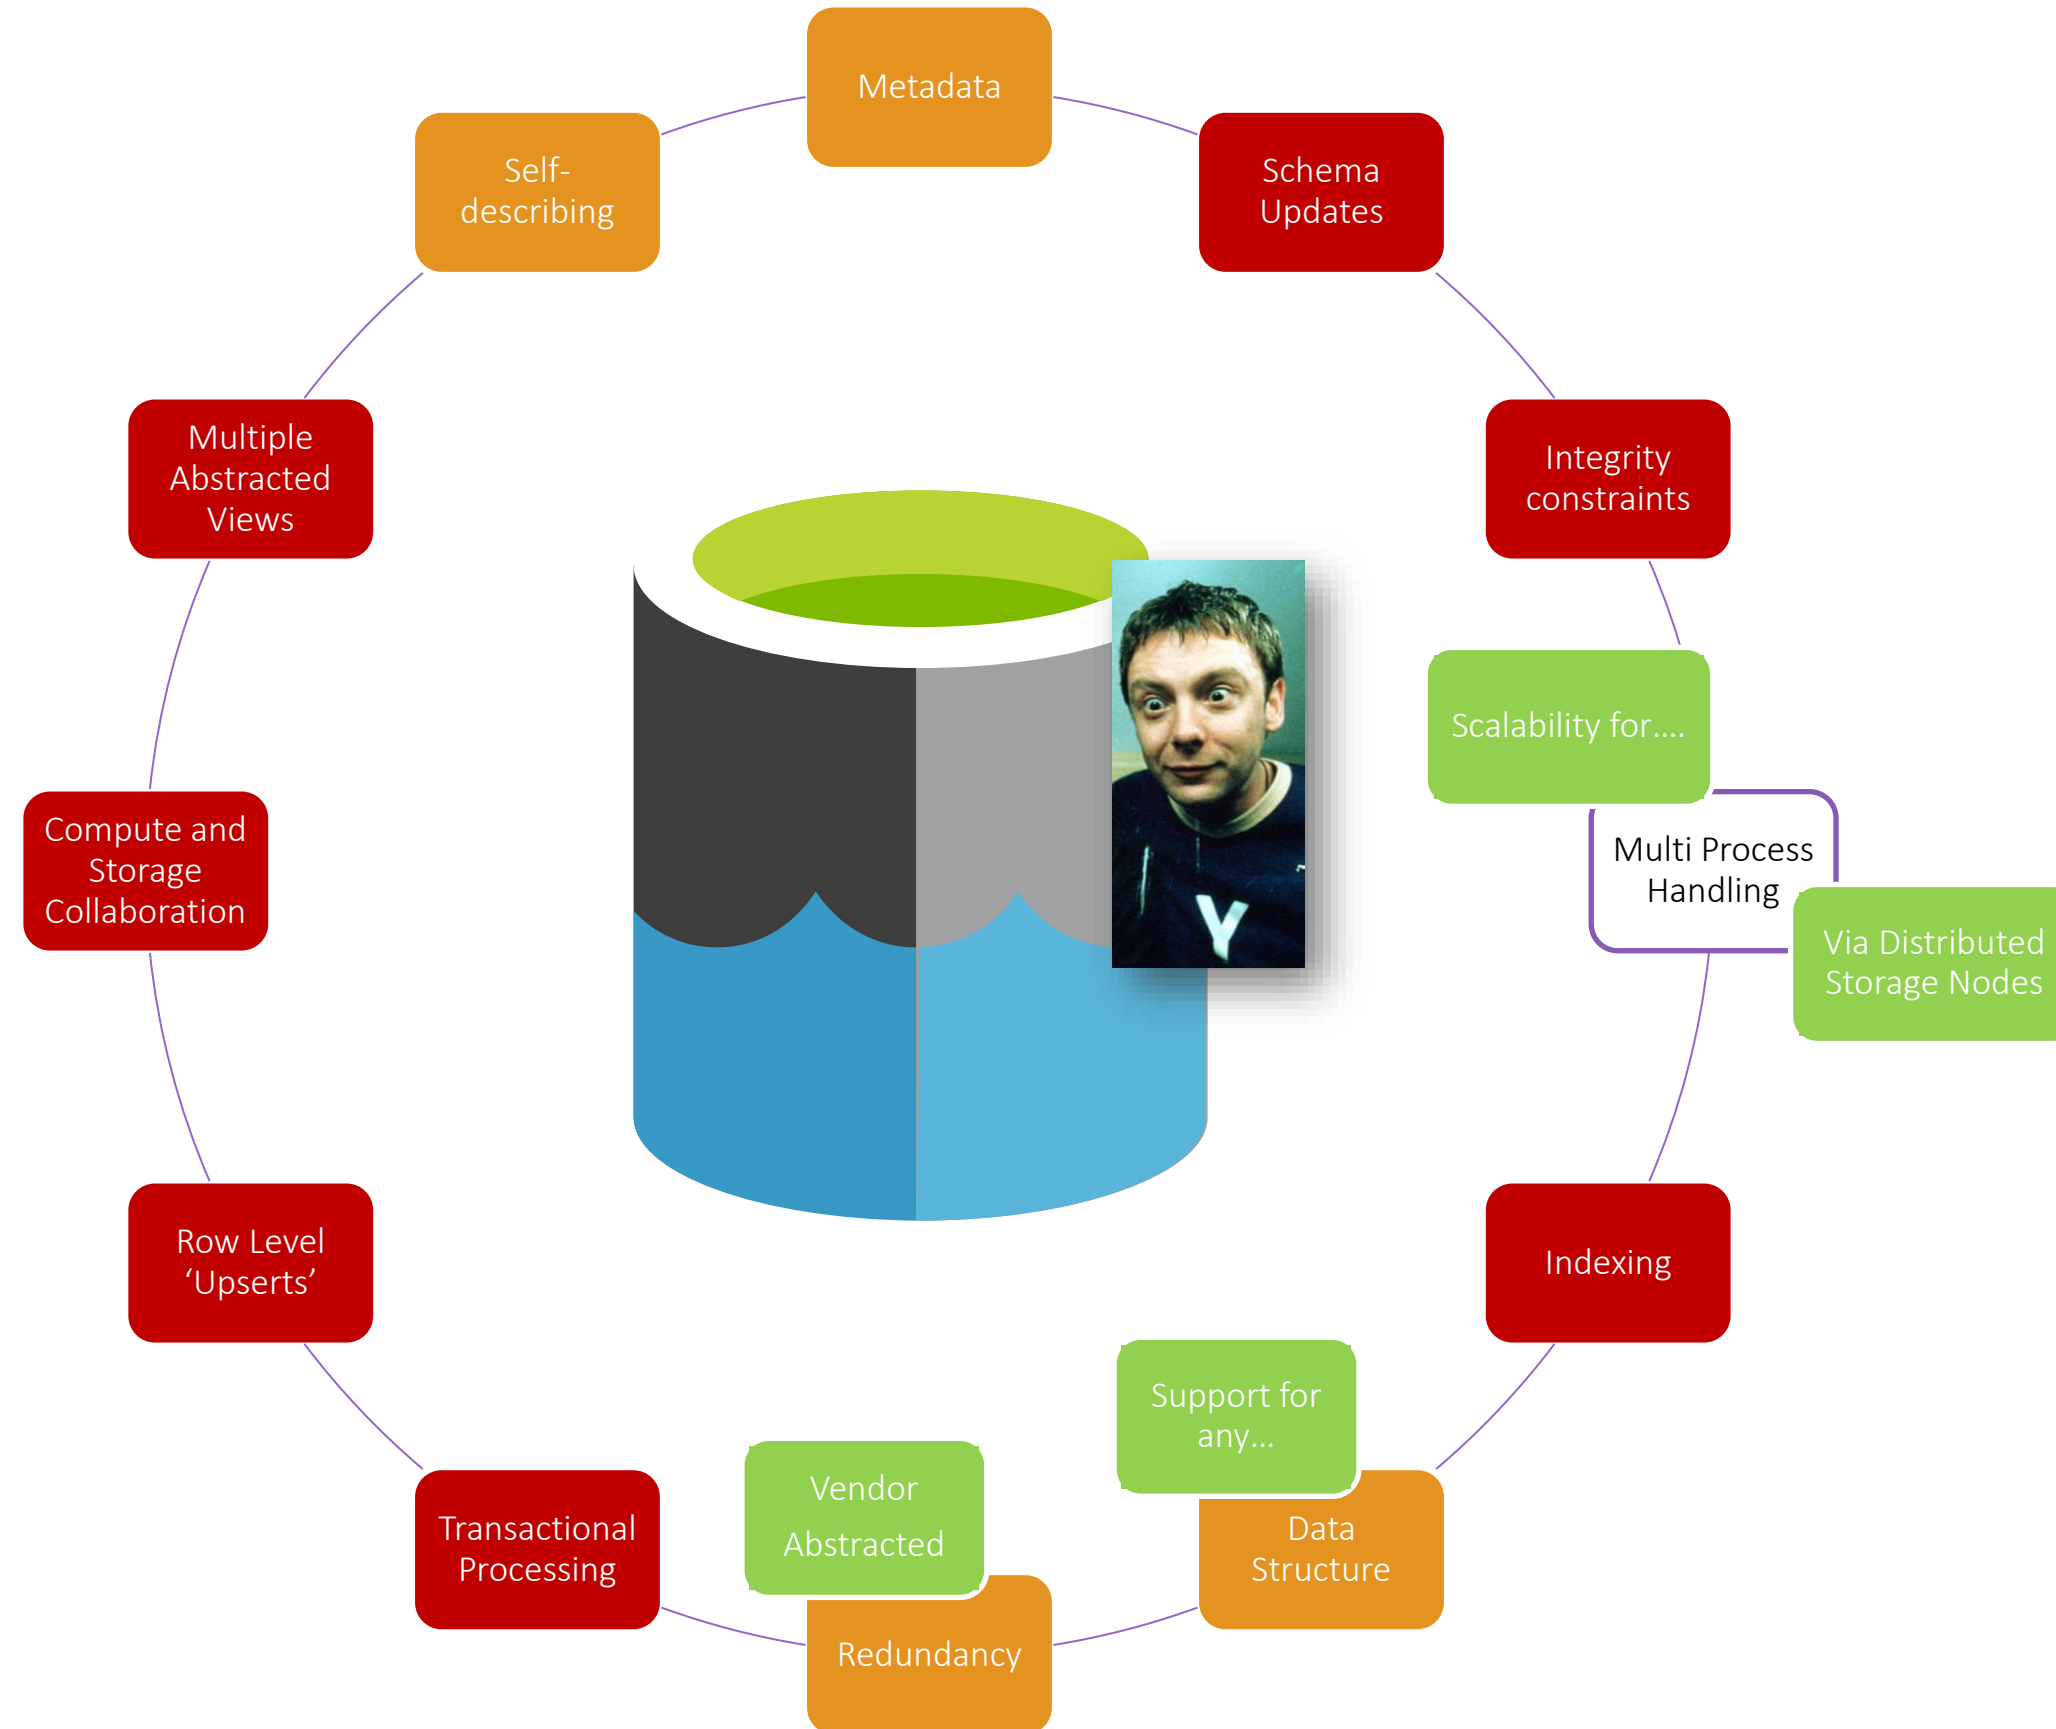 Metadata
Self-
describing
Schema
Updates
Multiple
Abstracted
Views
Integrity
constraints
Scalability for....
Compute and
Storage
Collaboration
Multi Process
Handling
Via Distributed
Storage Nodes
Y
Row Level
‘Upserts’
Indexing
Support for
any...
Vendor
Abstracted
Transactional
Processing
Data
Structure
Redundancy